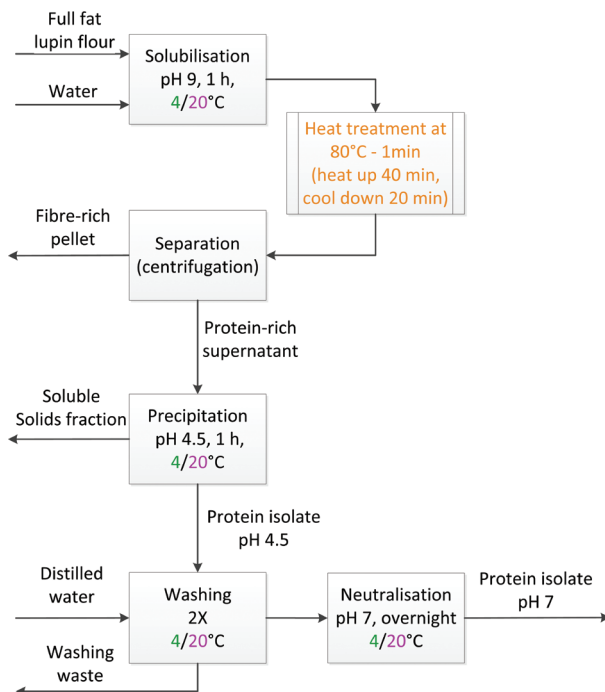 Full fat
lupin flour
Water
Solubilisation
pH 9, 1 h,
4/20°C
Heat treatment at
80°C - 1min
(heat up 40 min,
cool down 20 min)
Fibre-rich
pellet
Separation
(centrifugation)
Protein-rich
supernatant
Soluble
Solids fraction
Precipitation
pH 4.5, 1 h,
4/20°C
Protein isolate
pH 4.5
Distilled
water
Washing
2X
4/20°C
Neutralisation
pH 7, overnight
4/20°C
Protein isolate
pH 7
Washing
waste